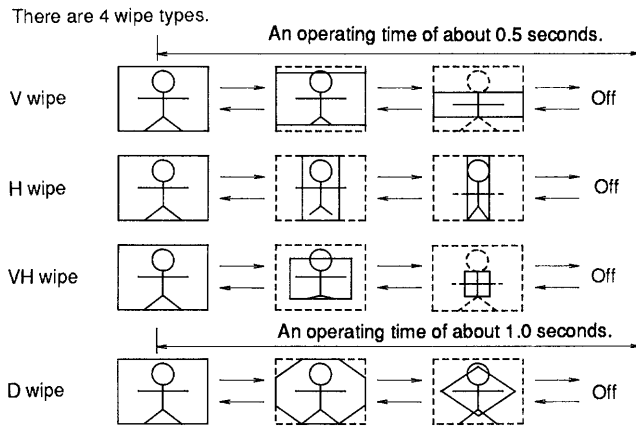 There are 4 wipe types.
An operating time of about 0.5 seconds.
V wipe
Off
H wipe
Off
VH wipe
Off
An operating time of about 1.0 seconds.
D wipe
Off